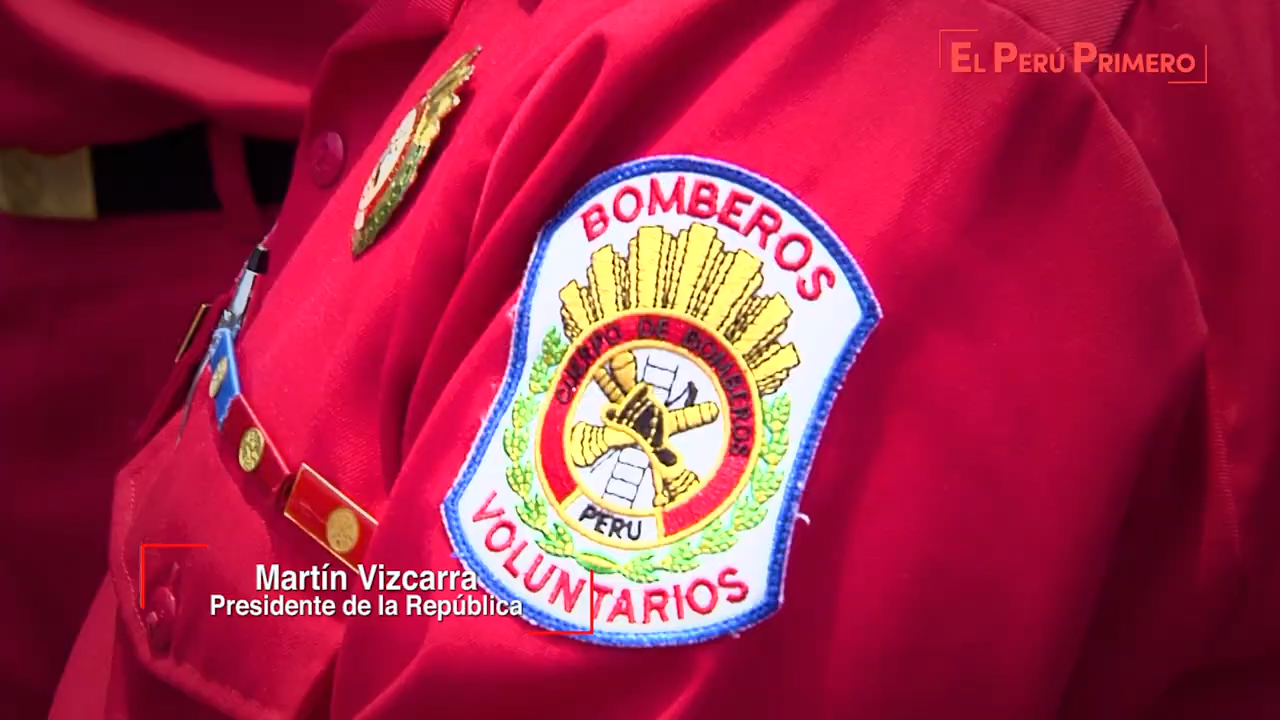 EL PERÚ PRIMERO
BOMBEROS
CUERPO DE BOMBEROS
PERU
VOLUNTARIOS
Martín Vizcarra
Presidente de la República